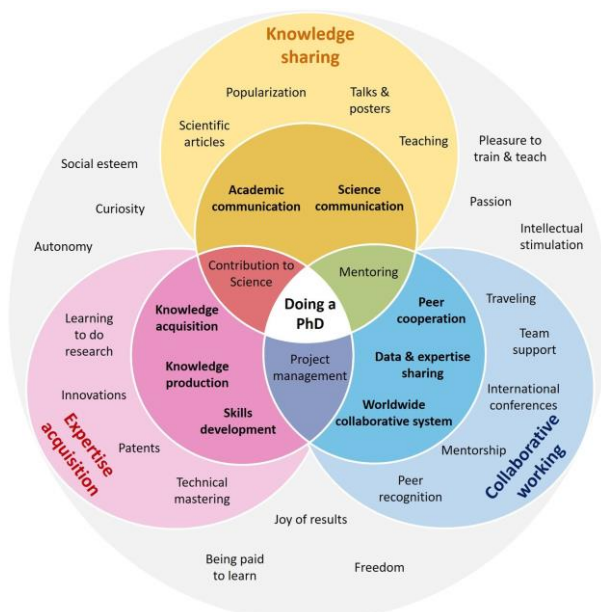 Knowledge
sharing
Popularization
Talks &
posters
Scientific
articles
Teaching
Pleasure to
train & teach
Social esteem
Academic
communication
Science
communication
Passion
Curiosity
Intellectual
stimulation
Autonomy
Contribution to
Science
Mentoring
Doing a
PhD
Knowledge
acquisition
Peer
cooperation
Traveling
Learning
to do
research
Team
support
Knowledge
production
Project
management
Data & expertise
sharing
Innovations
International
conferences
Skills
development
Worldwide
collaborative system
Expertise
acquisition
Patents
Mentorship
Collaborative
working
Technical
mastering
Peer
recognition
Joy of results
Being paid
to learn
Freedom